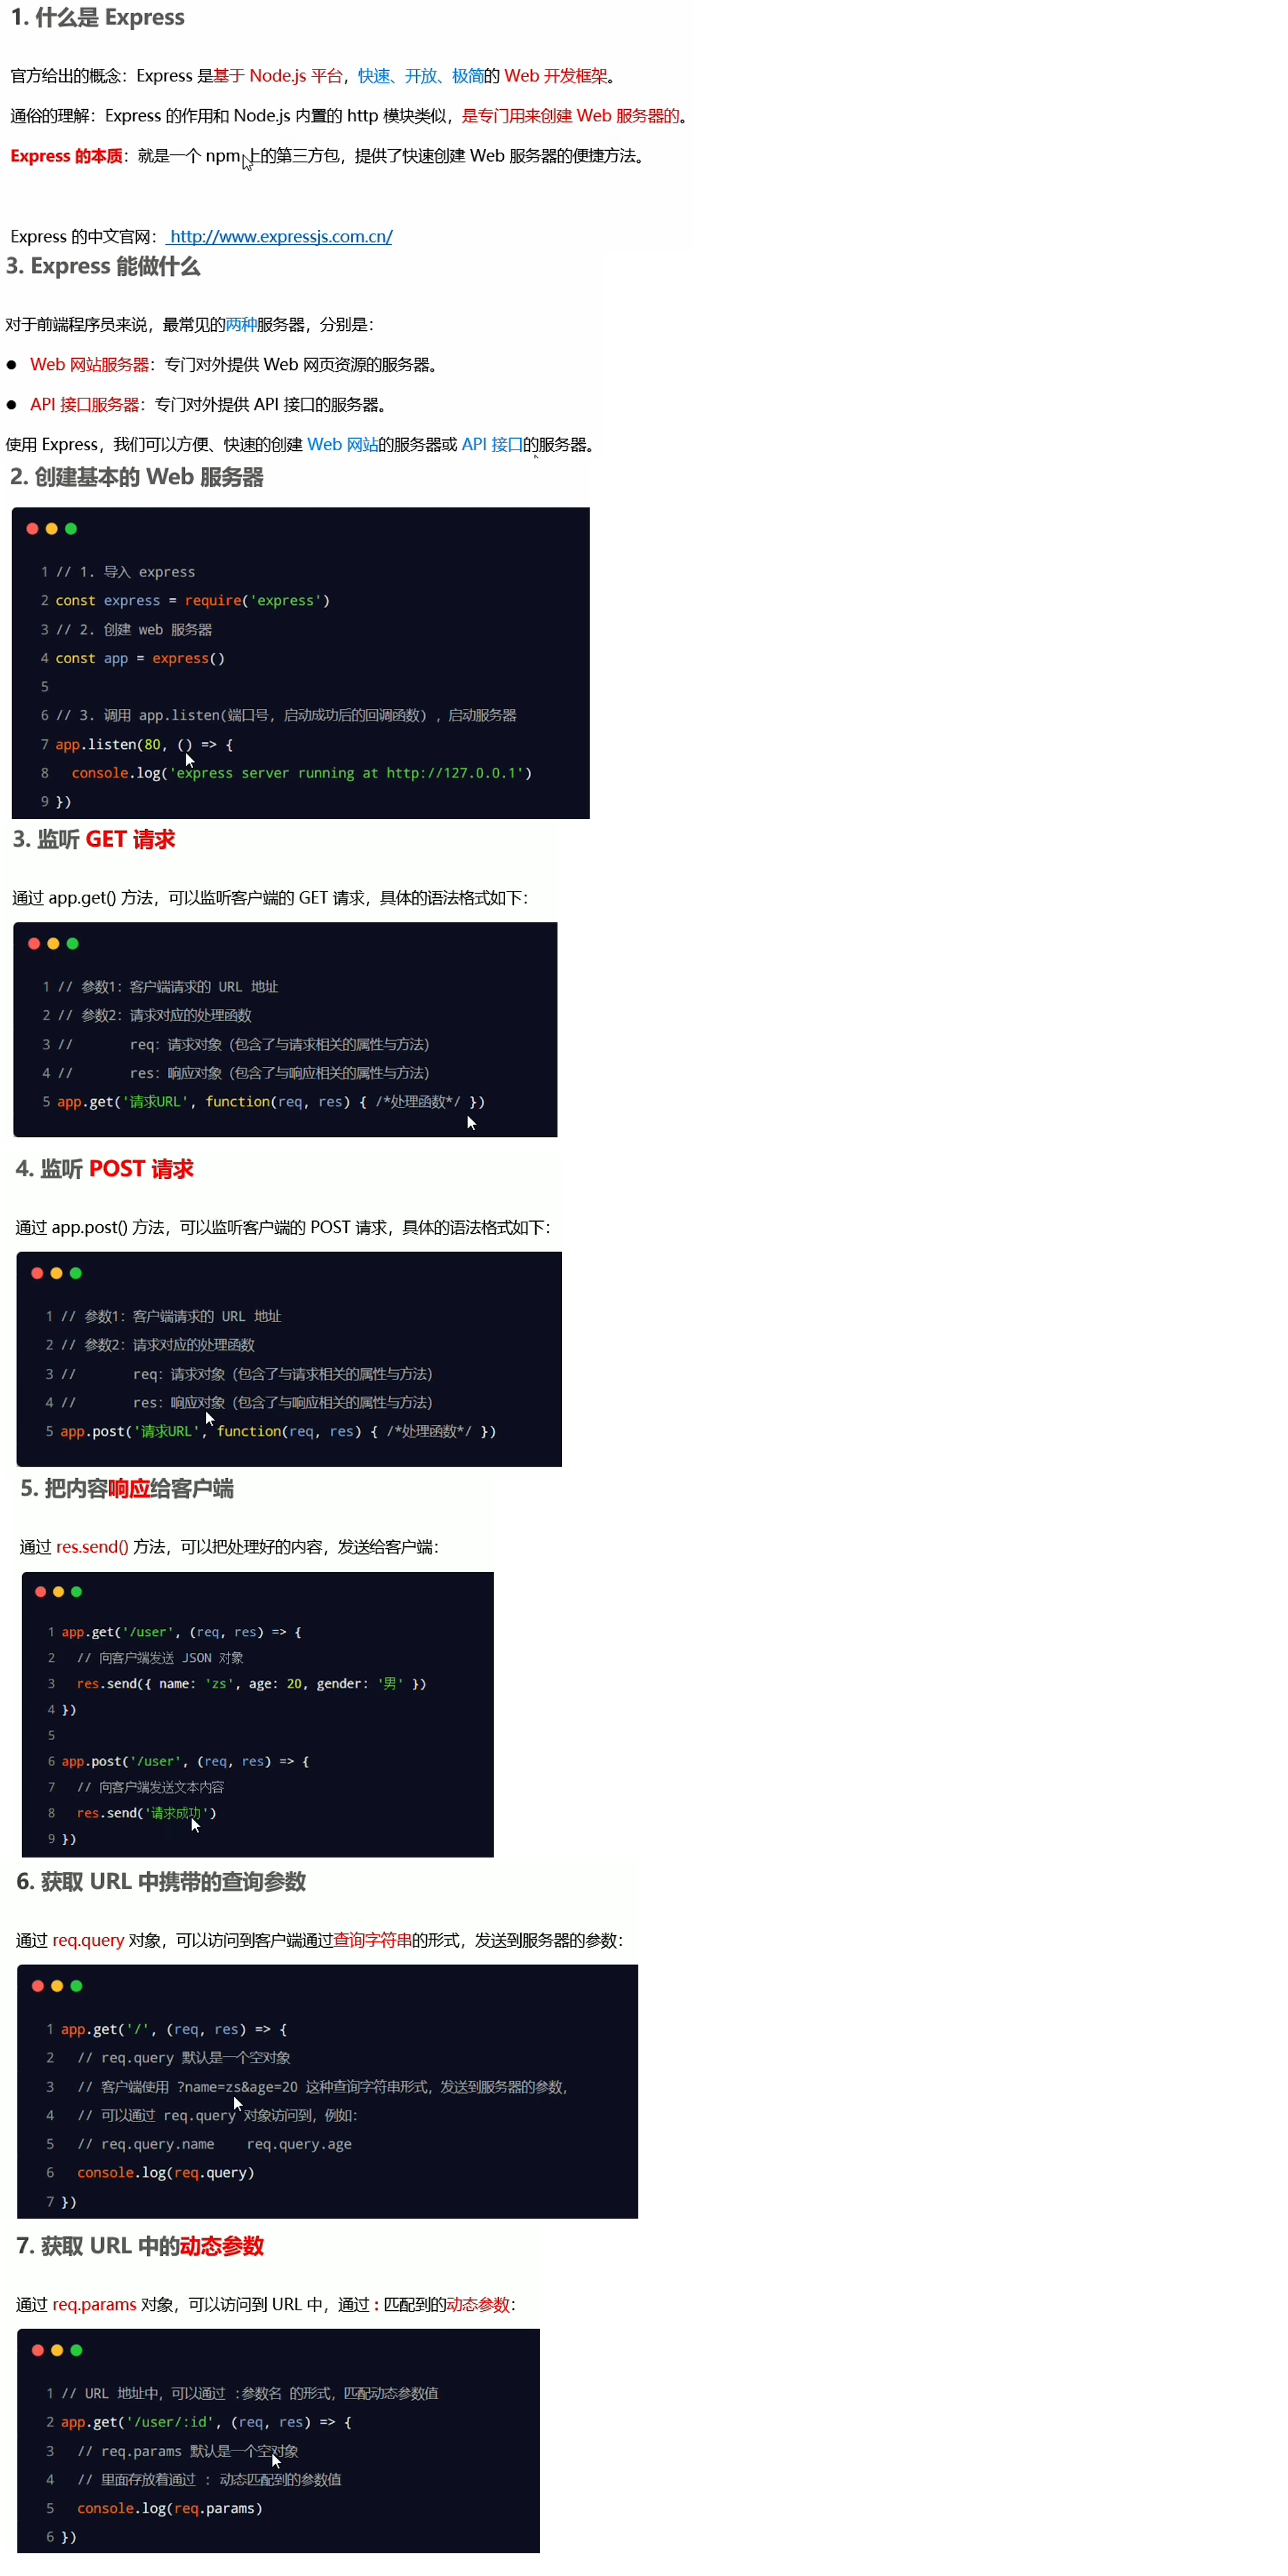 1. 什么是 Express
官方给出的概念：Express 是基于 Node.js 平台，快速、开放、极简的 Web 开发框架。
通俗的理解：Express 的作用和 Node.js 内置的 http 模块类似，是专门用来创建 Web 服务器的。
Express 的本质：就是一个 npm 上的第三方包，提供了快速创建 Web 服务器的便捷方法。
Express 的中文官网： http://www.expressjs.com.cn/
3. Express 能做什么
对于前端程序员来说，最常见的两种服务器，分别是：
● Web 网站服务器：专门对外提供 Web 网页资源的服务器。
● API 接口服务器：专门对外提供 API 接口的服务器。
使用 Express，我们可以方便、快速的创建 Web 网站的服务器或 API 接口的服务器。
2. 创建基本的 Web 服务器
1 // 1. 导入 express
2 const express = require('express')
3 // 2. 创建 web 服务器
4 const app = express()
5
6 // 3. 调用 app.listen(端口号, 启动成功后的回调函数) , 启动服务器
7 app.listen(80, () => {
8   console.log('express server running at http://127.0.0.1')
9 })
3. 监听 GET 请求
通过 app.get() 方法，可以监听客户端的 GET 请求，具体的语法格式如下：
1 // 参数1: 客户端请求的 URL 地址
2 // 参数2: 请求对应的处理函数
3 //       req: 请求对象 (包含了与请求相关的属性与方法)
4 //       res: 响应对象 (包含了与响应相关的属性与方法)
5 app.get('请求URL', function(req, res) { /*处理函数*/ })
4. 监听 POST 请求
通过 app.post() 方法，可以监听客户端的 POST 请求，具体的语法格式如下：
1 // 参数1: 客户端请求的 URL 地址
2 // 参数2: 请求对应的处理函数
3 //       req: 请求对象 (包含了与请求相关的属性与方法)
4 //       res: 响应对象 (包含了与响应相关的属性与方法)
5 app.post('请求URL', function(req, res) { /*处理函数*/ })
5. 把内容响应给客户端
通过 res.send() 方法，可以把处理好的内容，发送给客户端：
1 app.get('/user', (req, res) => {
2   // 向客户端发送 JSON 对象
3   res.send({ name: 'zs', age: 20, gender: '男' })
4 })
5
6 app.post('/user', (req, res) => {
7   // 向客户端发送文本内容
8   res.send('请求成功')
9 })
6. 获取 URL 中携带的查询参数
通过 req.query 对象，可以访问到客户端通过查询字符串的形式，发送到服务器的参数：
1 app.get('/', (req, res) => {
2   // req.query 默认是一个空对象
3   // 客户端使用 ?name=zs&age=20 这种查询字符串形式, 发送到服务器的参数,
4   // 可以通过 req.query 对象访问到, 例如:
5   // req.query.name    req.query.age
6   console.log(req.query)
7 })
7. 获取 URL 中的动态参数
通过 req.params 对象，可以访问到 URL 中，通过 : 匹配到的动态参数：
1 // URL 地址中, 可以通过 :参数名 的形式, 匹配动态参数值
2 app.get('/user/:id', (req, res) => {
3   // req.params 默认是一个空对象
4   // 里面存放着通过 : 动态匹配到的参数值
5   console.log(req.params)
6 })